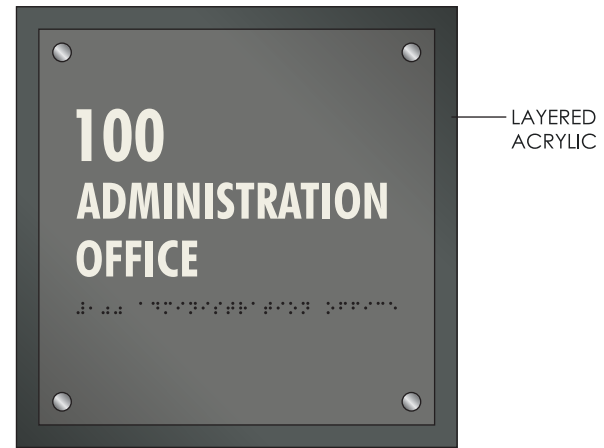 100
ADMINISTRATION
OFFICE
⠁⠙⠍⠊⠝⠊⠎⠞⠗⠁⠞⠊⠕⠝ ⠕⠋⠋⠊⠉⠑
LAYERED
ACRYLIC